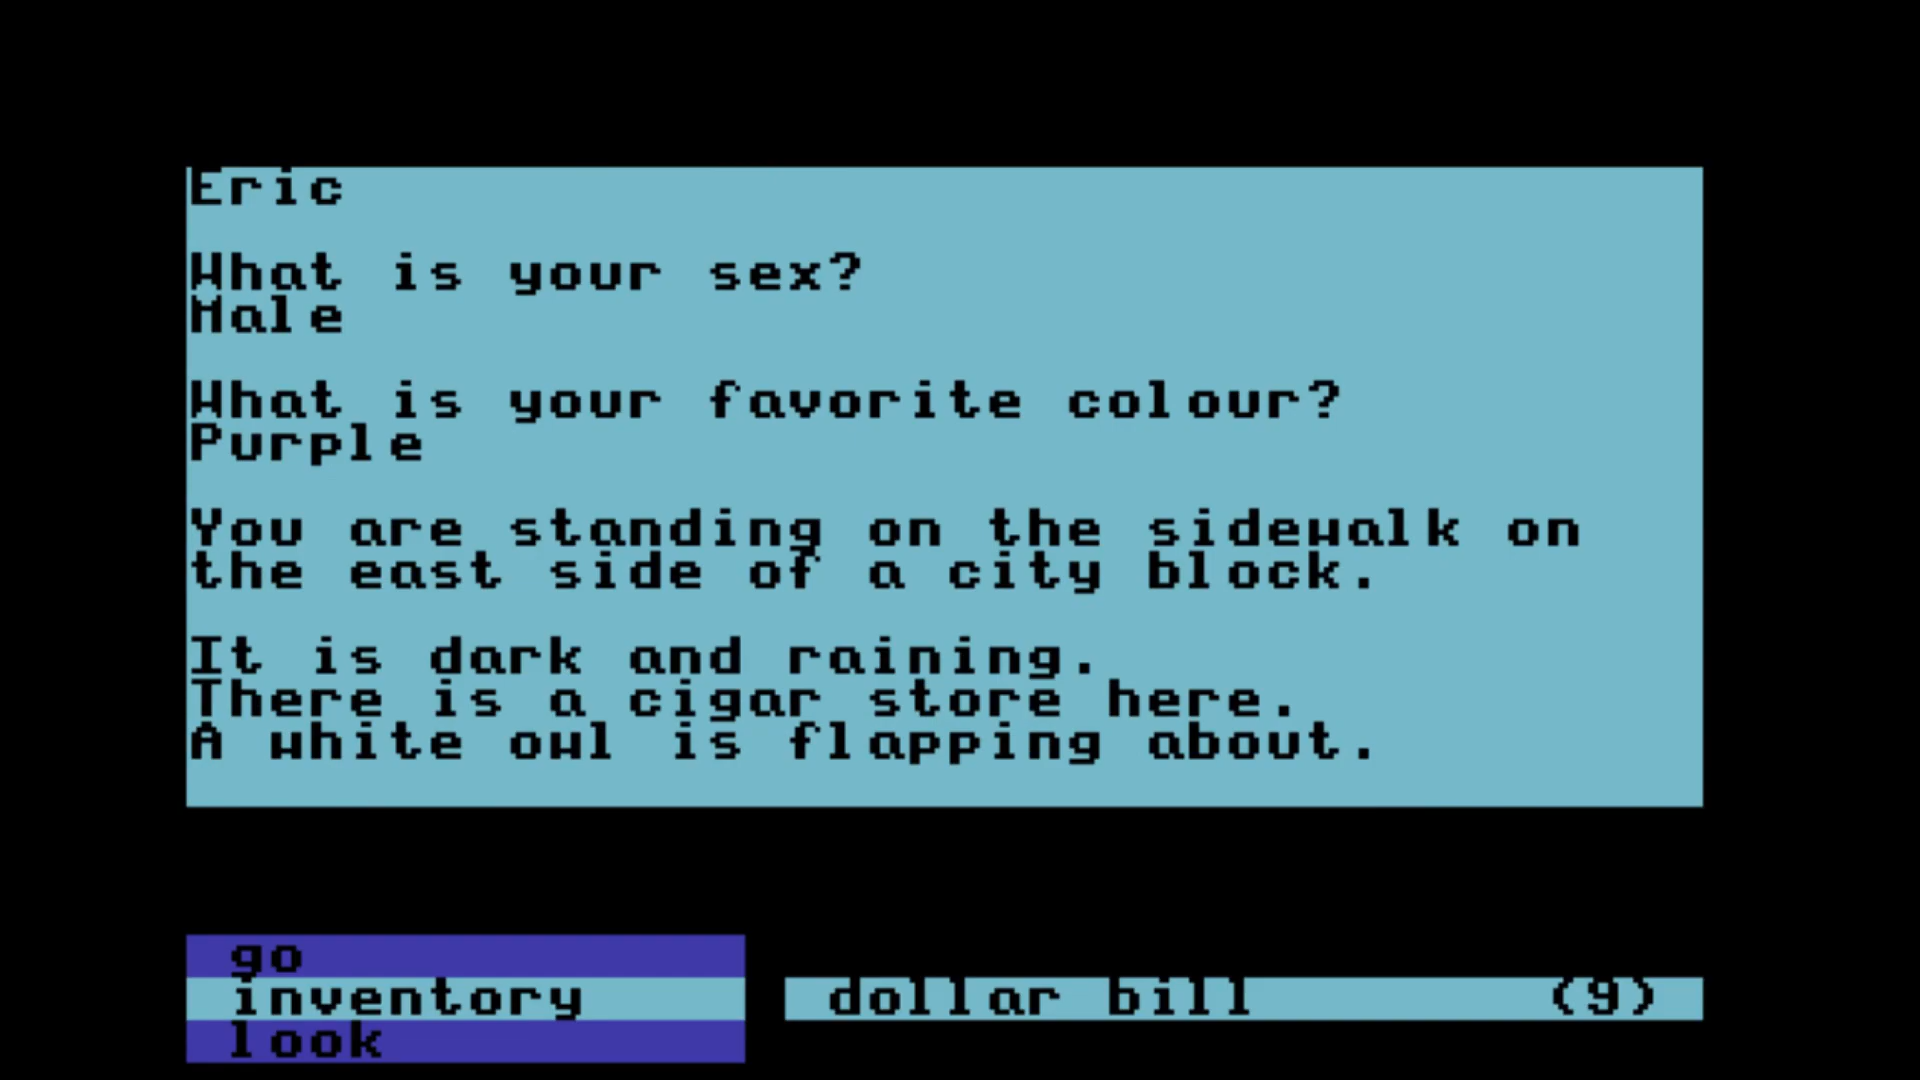 Eric
What is your sex?
Male
What is your favorite colour?
Purple
You are standing on the sidewalk on
the east side of a city block.
It is dark and raining.
There is a cigar store here.
A white owl is flapping about.
go
inventory
dollar bill (9)
look